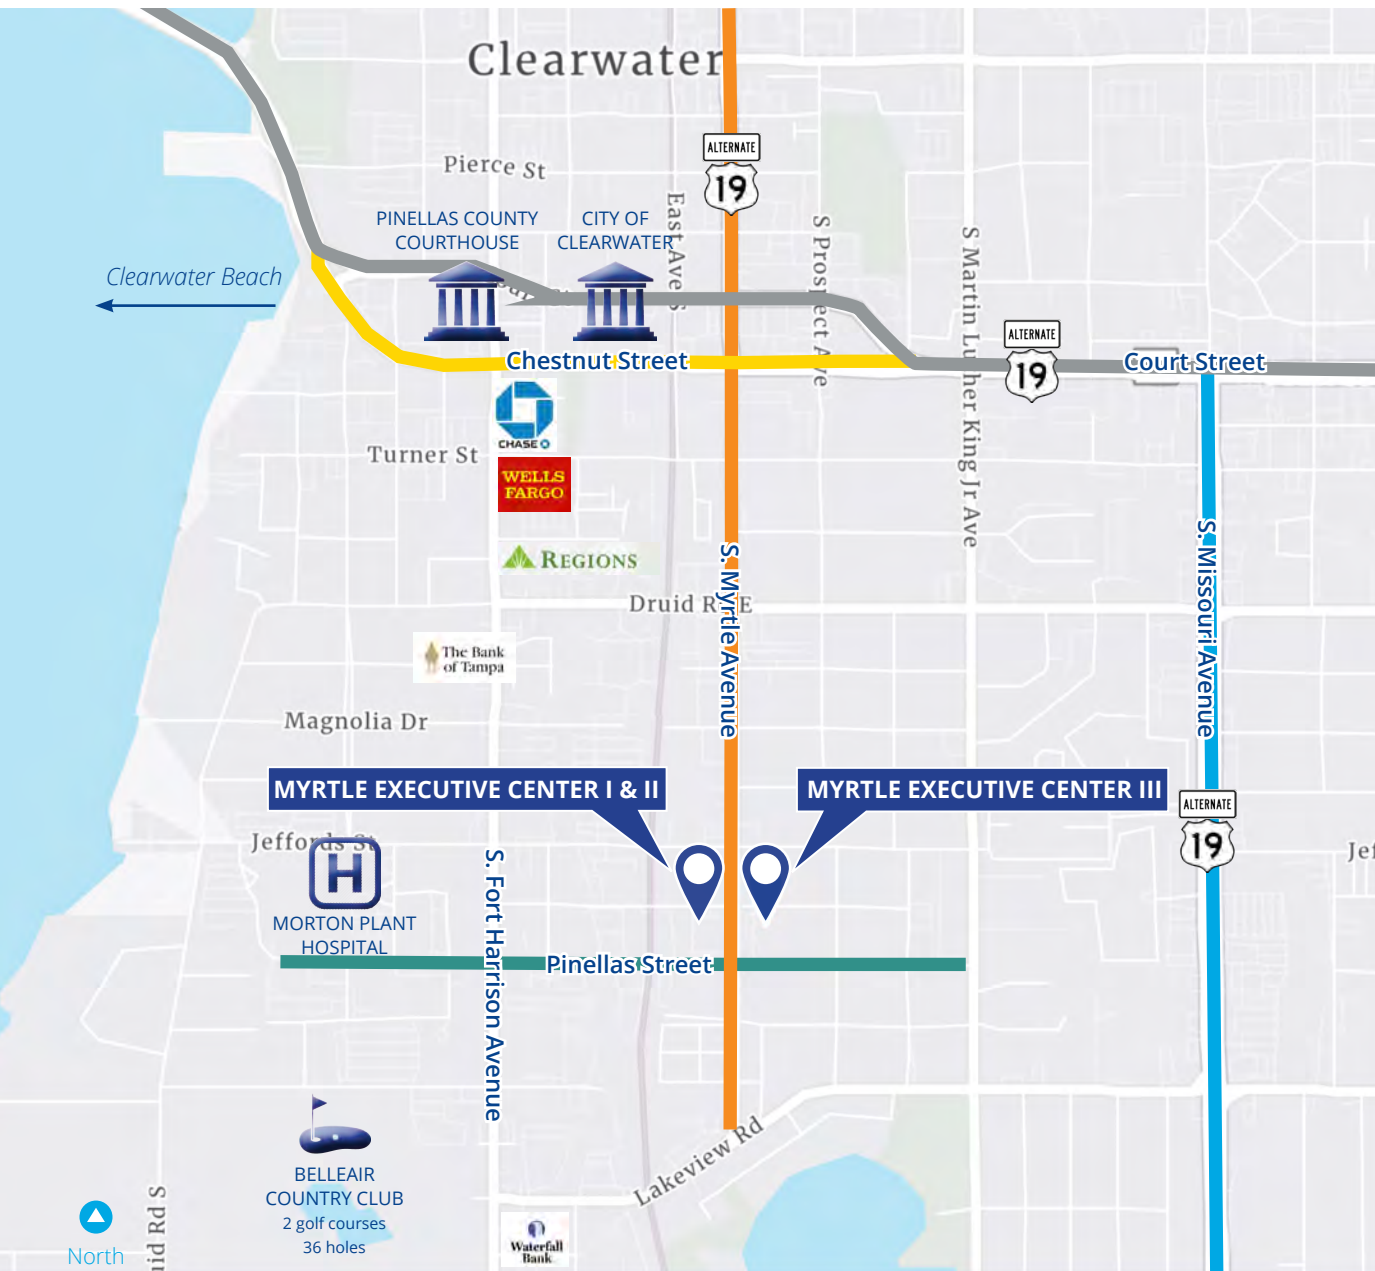 Clearwater
ALTERNATE
19
Pierce St
East Ave S
S Prospect Ave
S Martin Luther King Jr Ave
PINELLAS COUNTY
COURTHOUSE
CITY OF
CLEARWATER
Clearwater Beach
ALTERNATE
19
Chestnut Street
Court Street
CHASE
Turner St
WELLS
FARGO
REGIONS
S. Myrtle Avenue
S. Missouri Avenue
Druid Rd E
The Bank
of Tampa
Magnolia Dr
MYRTLE EXECUTIVE CENTER I & II
MYRTLE EXECUTIVE CENTER III
ALTERNATE
19
Jeffords St
Jef
H
MORTON PLANT
HOSPITAL
S. Fort Harrison Avenue
Pinellas Street
Lakeview Rd
BELLEAIR
COUNTRY CLUB
2 golf courses
36 holes
uid Rd S
North
Waterfall
Bank